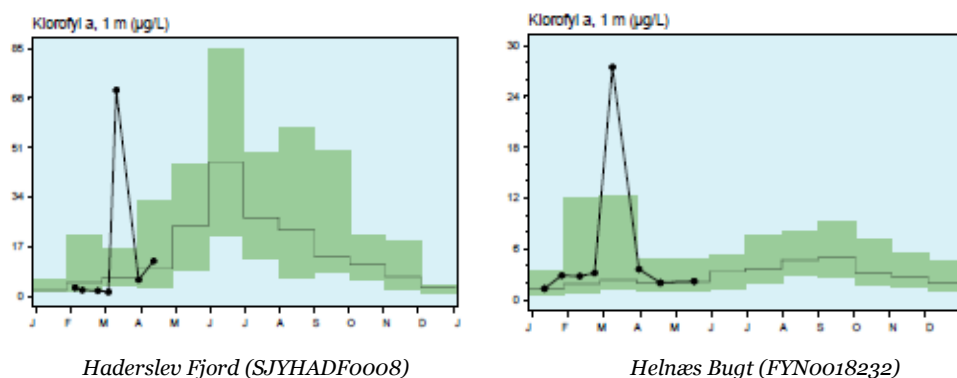 Klorofyl a, 1 m (µg/L)
85
68
51
34
17
0
J F M A M J J A S O N D J
Haderslev Fjord (SJYHADF0008)
Klorofyl a, 1 m (µg/L)
30
24
18
12
6
0
J F M A M J J A S O N D
Helnæs Bugt (FYN0018232)